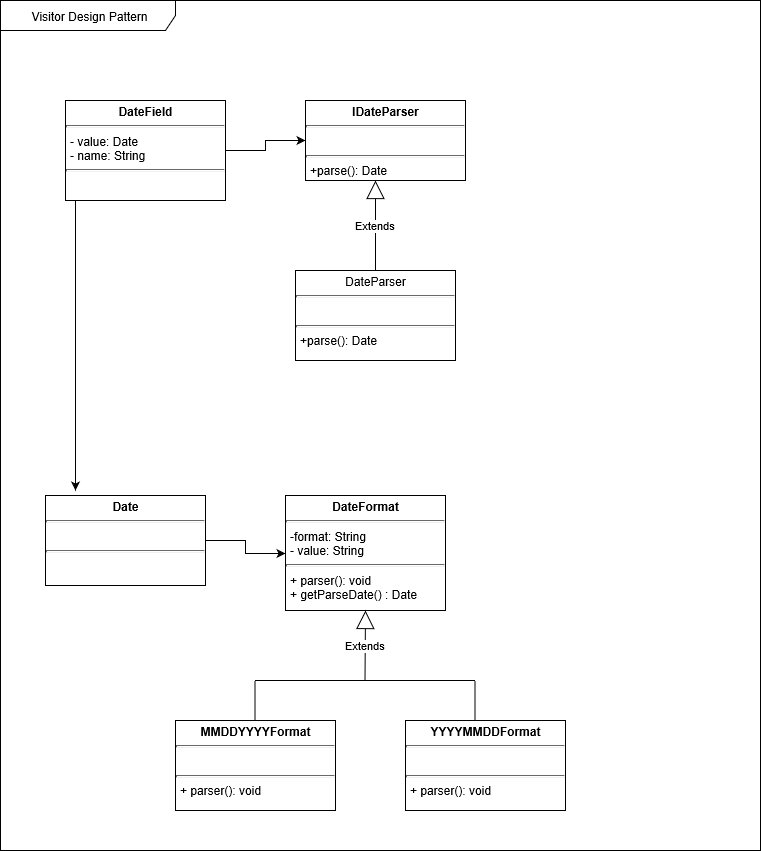 Visitor Design Pattern
DateField
- value: Date
- name: String
IDateParser
+parse(): Date
Extends
DateParser
+parse(): Date
Date
DateFormat
-format: String
- value: String
+ parser(): void
+ getParseDate() : Date
Extends
MMDDYYYYFormat
+ parser(): void
YYYYMMDDFormat
+ parser(): void